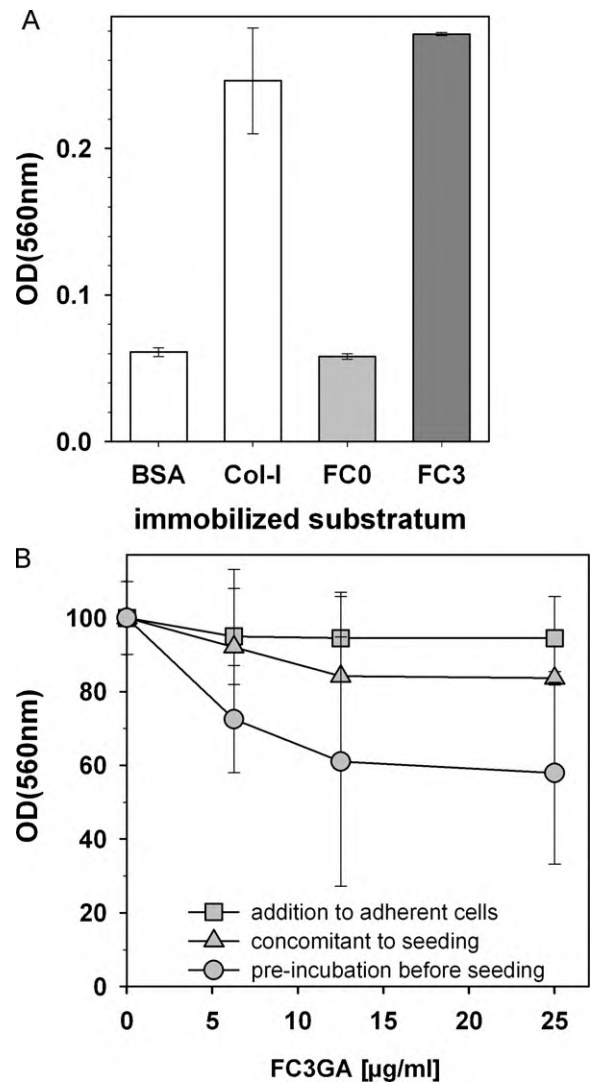 A
OD(560nm)
0.2
0.1
0.0
BSA Col-I FC0 FC3
immobilized substratum
B
OD(560nm)
100
80
60
40
20
0
addition to adherent cells
concomitant to seeding
pre-incubation before seeding
0 5 10 15 20 25
FC3GA [µg/ml]